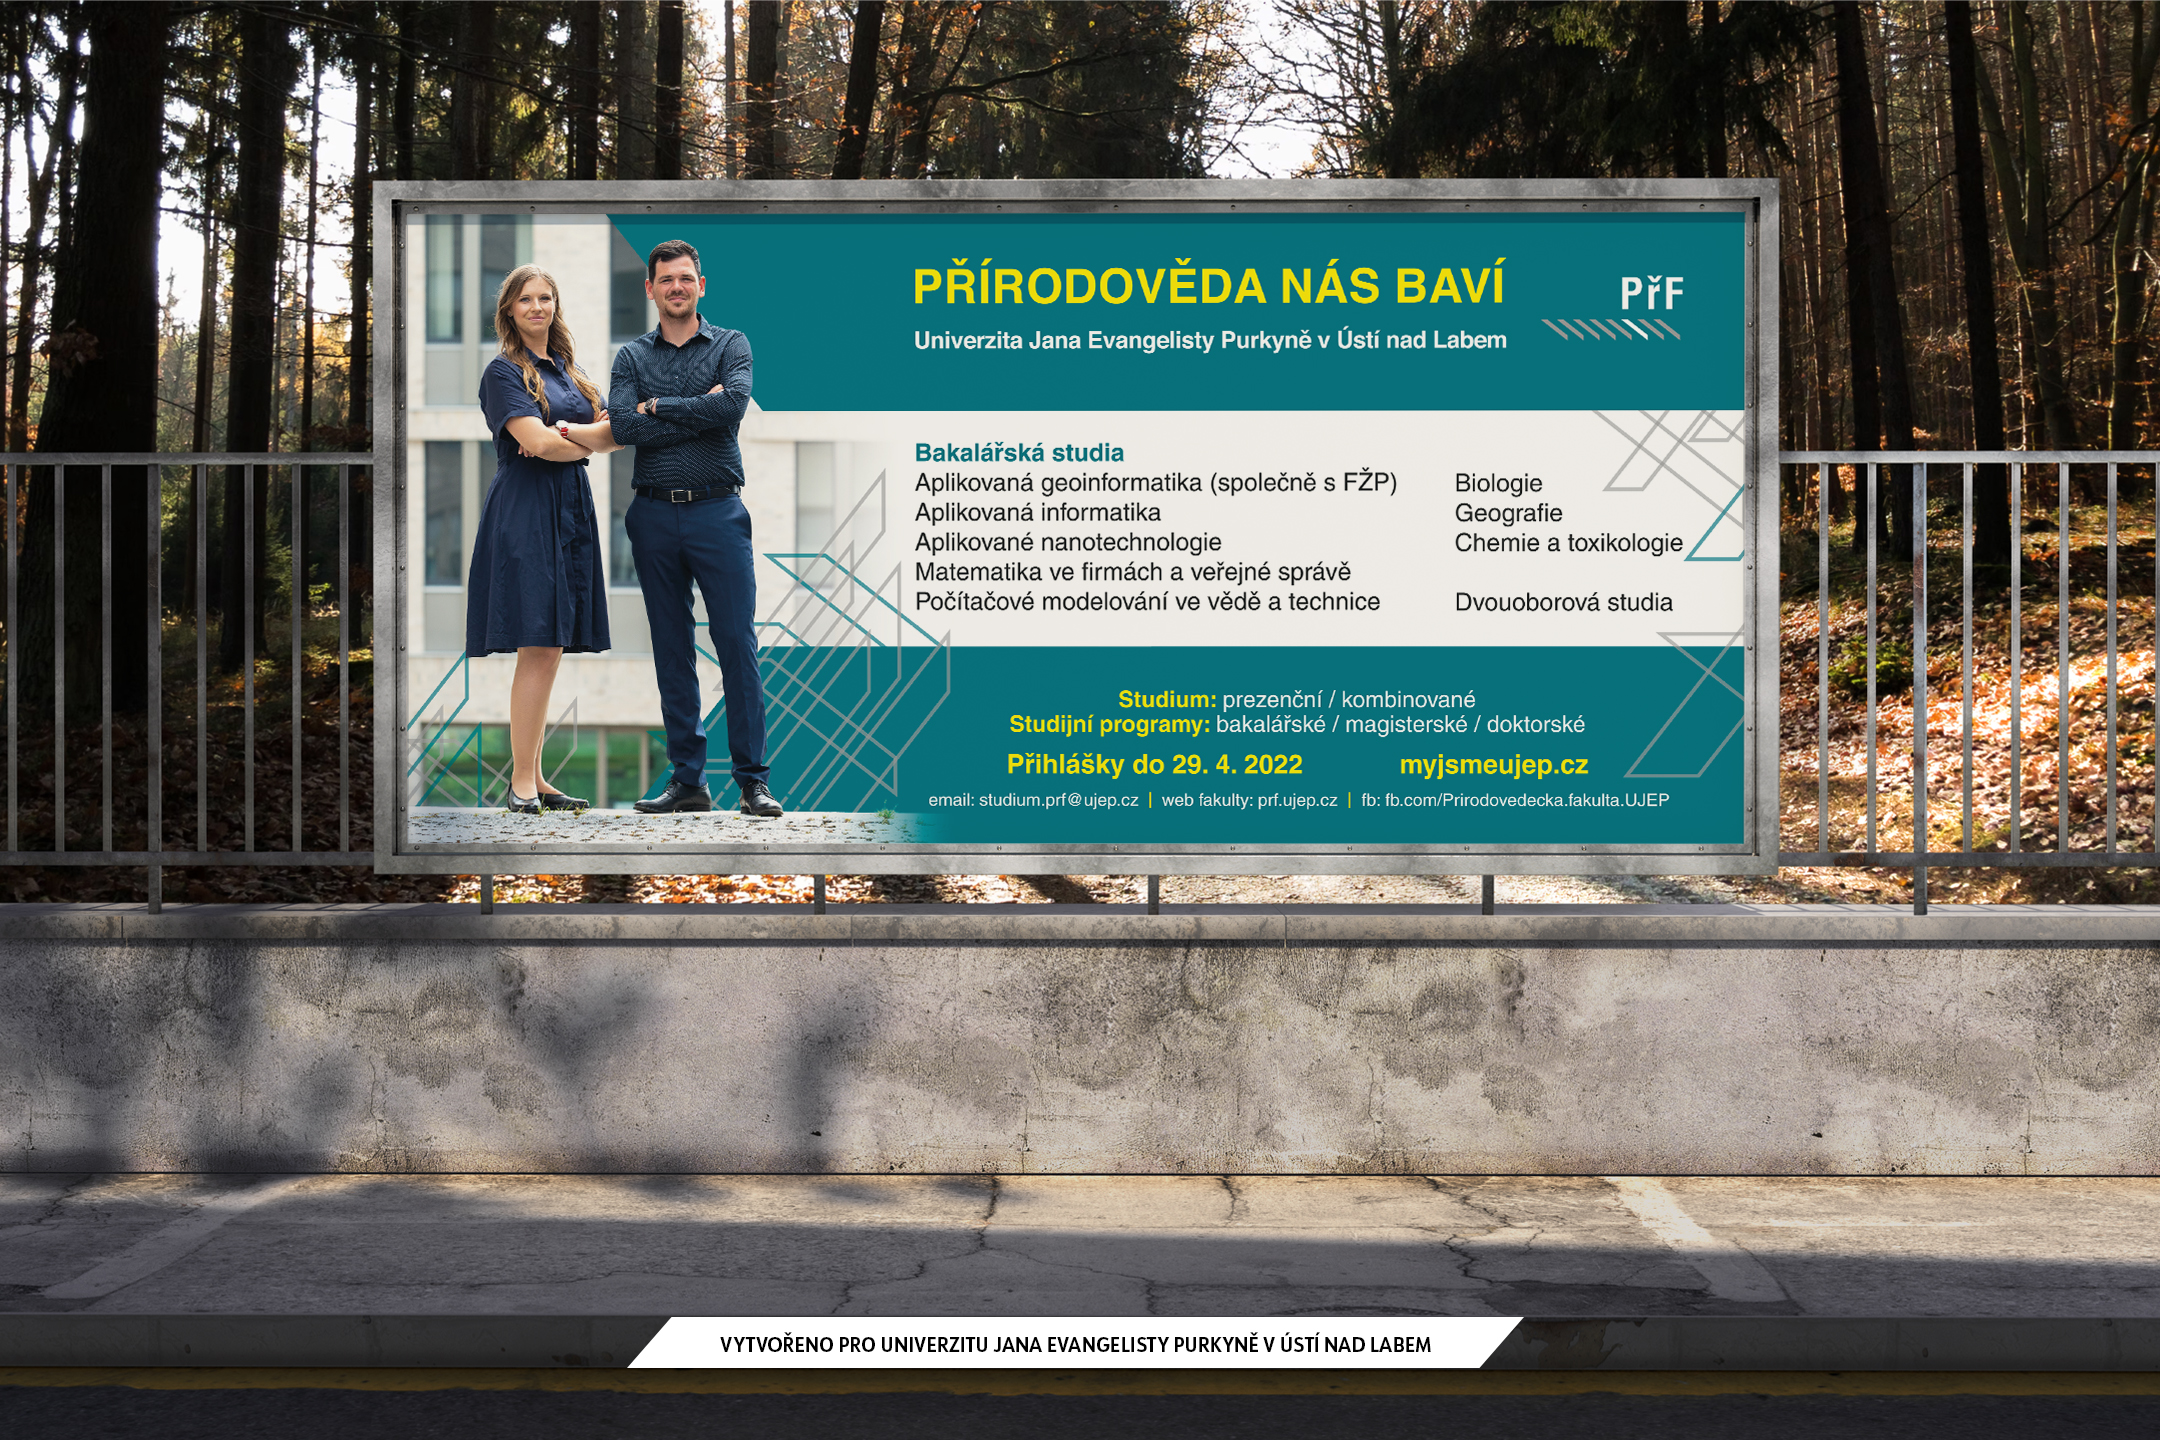 PŘÍRODOVĚDA NÁS BAVÍ
PřF
Univerzita Jana Evangelisty Purkyně v Ústí nad Labem
Bakalářská studia
Aplikovaná geoinformatika (společně s FŽP)
Aplikovaná informatika
Aplikované nanotechnologie
Matematika ve firmách a veřejné správě
Počítačové modelování ve vědě a technice
Biologie
Geografie
Chemie a toxikologie
Dvouoborová studia
Studium: prezenční / kombinované
Studijní programy: bakalářské / magisterské / doktorské
Přihlášky do 29. 4. 2022 myjsmeujep.cz
email: studium.prf@ujep.cz | web fakulty: prf.ujep.cz | fb: fb.com/Prirodovedecka.fakulta.UJEP
VYTVOŘENO PRO UNIVERZITU JANA EVANGELISTY PURKYNĚ V ÚSTÍ NAD LABEM